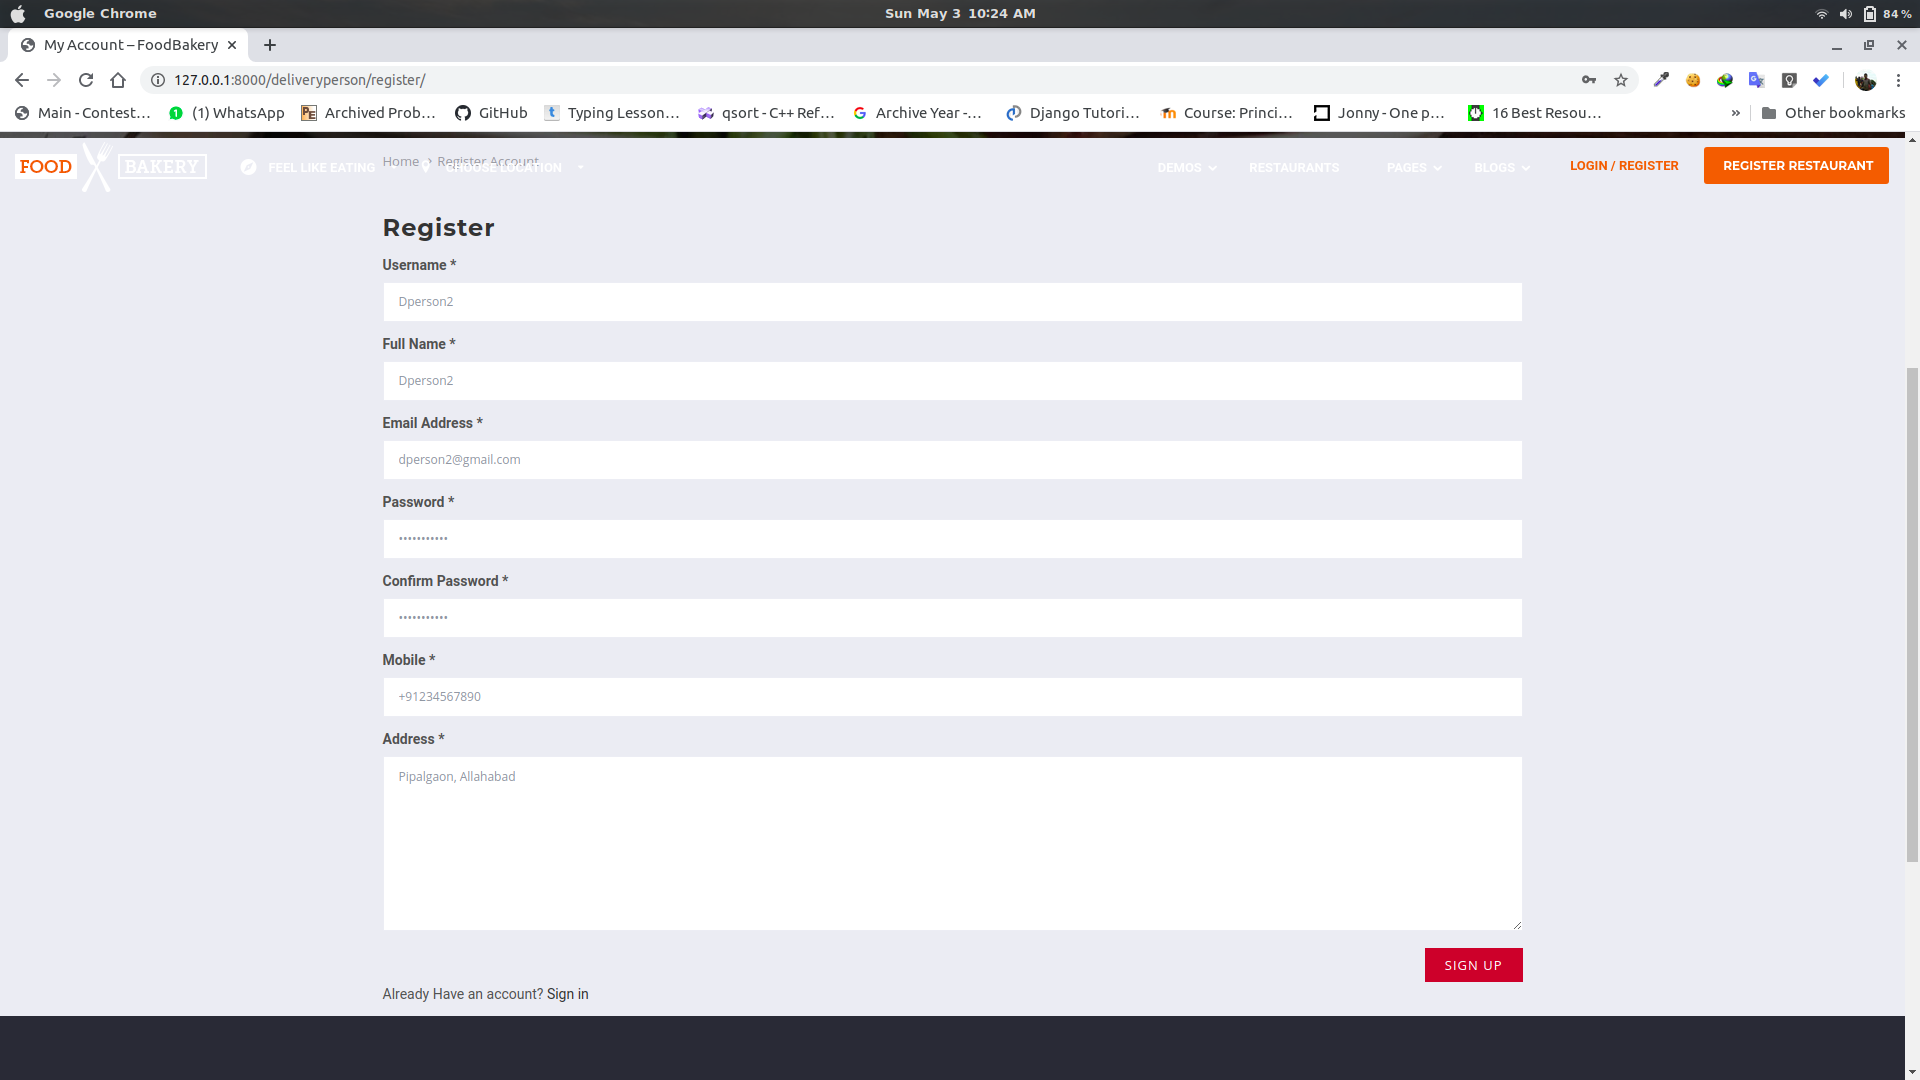 Google Chrome
Sun May 3 10:24 AM
84%
My Account – FoodBakery
127.0.0.1:8000/deliveryperson/register/
Main - Contest…
(1) WhatsApp
Archived Prob…
GitHub
Typing Lesson…
qsort - C++ Ref…
Archive Year -…
Django Tutori…
Course: Princi…
Jonny - One p…
16 Best Resou…
»
Other bookmarks
FOOD BAKERY
FEEL LIKE EATING
Home › Register Account
CHOOSE LOCATION
DEMOS
RESTAURANTS
PAGES
BLOGS
LOGIN / REGISTER
REGISTER RESTAURANT
Register
Username *
Dperson2
Full Name *
Dperson2
Email Address *
dperson2@gmail.com
Password *
•••••••••••
Confirm Password *
•••••••••••
Mobile *
+91234567890
Address *
Pipalgaon, Allahabad
SIGN UP
Already Have an account? Sign in